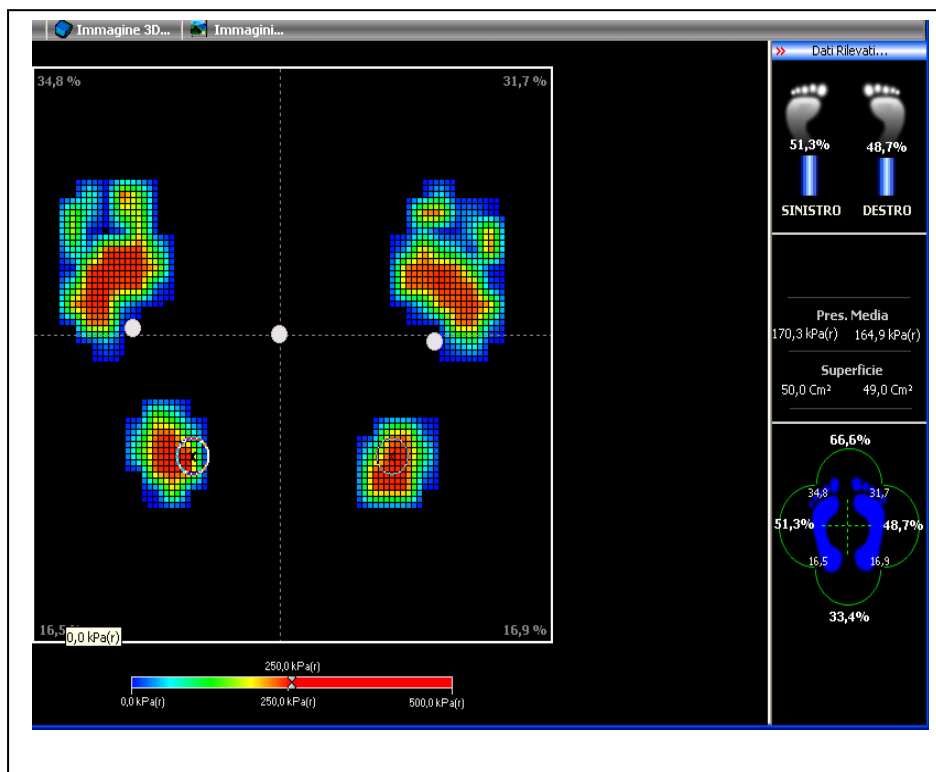 Immagine 3D... Immagini...
Dati Rilevati...
34,8 % 31,7 %
51,3% 48,7%
SINISTRO DESTRO
Pres. Media
170,3 kPa(r) 164,9 kPa(r)
Superficie
50,0 Cm² 49,0 Cm²
66,6%
34,8 31,7
51,3% 48,7%
16,5 16,9
33,4%
16,9 %
0,0 kPa(r)
250,0 kPa(r)
0,0 kPa(r) 250,0 kPa(r) 500,0 kPa(r)